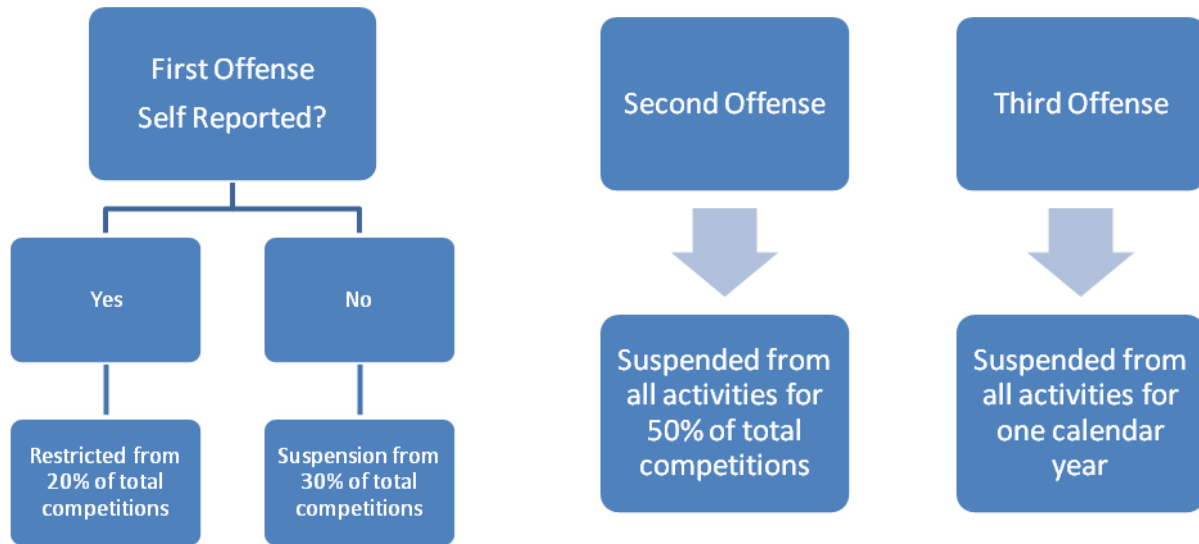 First Offense
Self Reported?
Yes
No
Restricted from
20% of total
competitions
Suspension from
30% of total
competitions
Second Offense
Suspended from
all activities for
50% of total
competitions
Third Offense
Suspended from
all activities for
one calendar
year